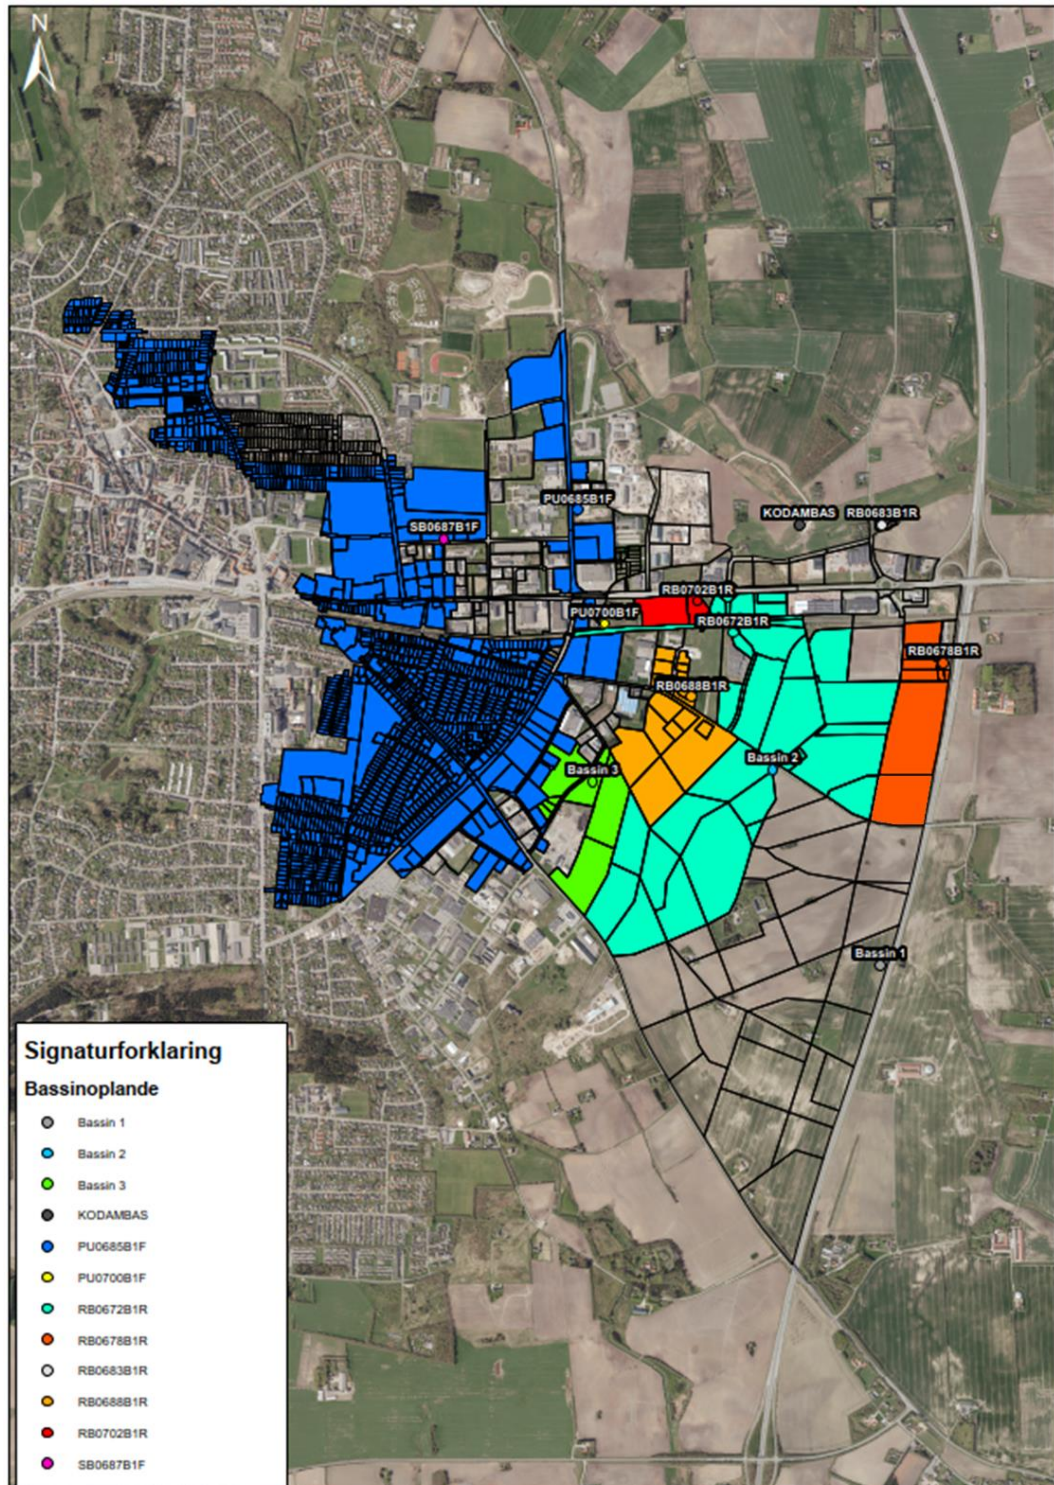 N
PU0685B1F
KODAMBAS
RB0683B1R
SB0687B1F
RB0702B1R
PU0700B1F
RB0672B1R
RB0678B1R
RB0688B1R
Bassin 2
Bassin 3
Bassin 1
Signaturforklaring
Bassinoplande
Bassin 1
Bassin 2
Bassin 3
KODAMBAS
PU0685B1F
PU0700B1F
RB0672B1R
RB0678B1R
RB0683B1R
RB0688B1R
RB0702B1R
SB0687B1F